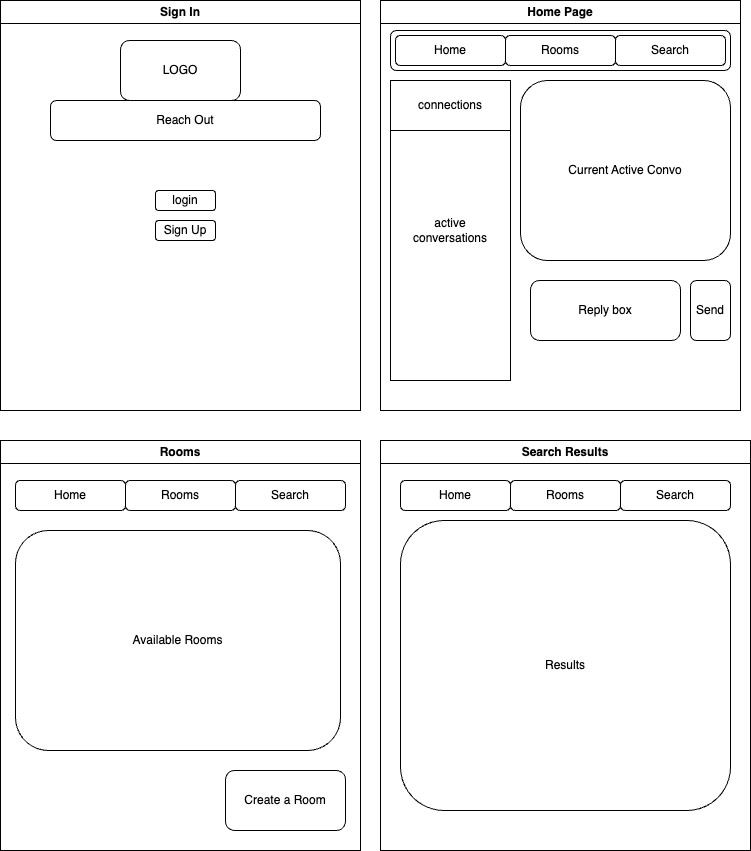 Sign In
LOGO
Reach Out
login
Sign Up
Home Page
Home
Rooms
Search
connections
active
conversations
Current Active Convo
Reply box
Send
Rooms
Home
Rooms
Search
Available Rooms
Create a Room
Search Results
Home
Rooms
Search
Results